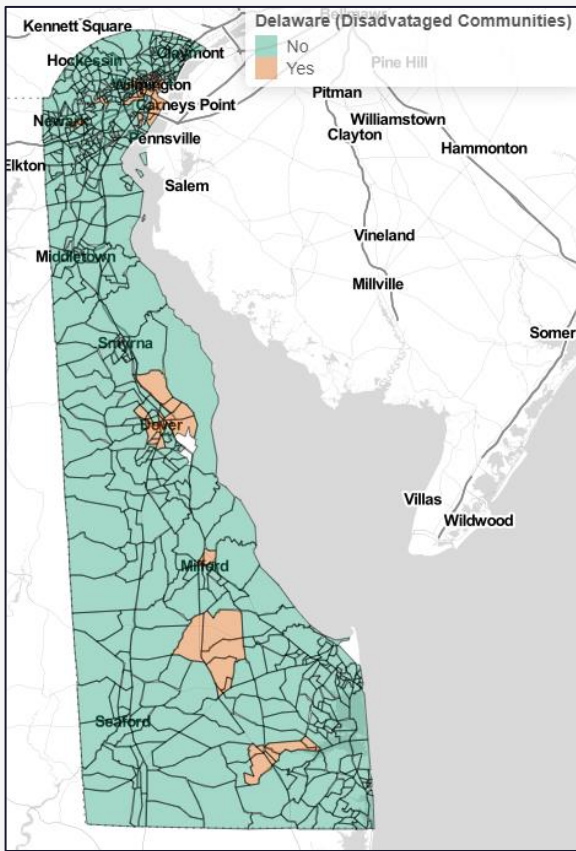 Kennett Square
Delaware (Disadvataged Communities)
No
Yes
Bellmawr
Hockessin
Claymont
Pine Hill
Wilmington
Carneys Point
Pitman
Williamstown
Newark
Clayton
Pennsville
Hammonton
Elkton
Salem
Vineland
Middletown
Millville
Smyrna
Somer
Dover
Villas
Wildwood
Milford
Seaford